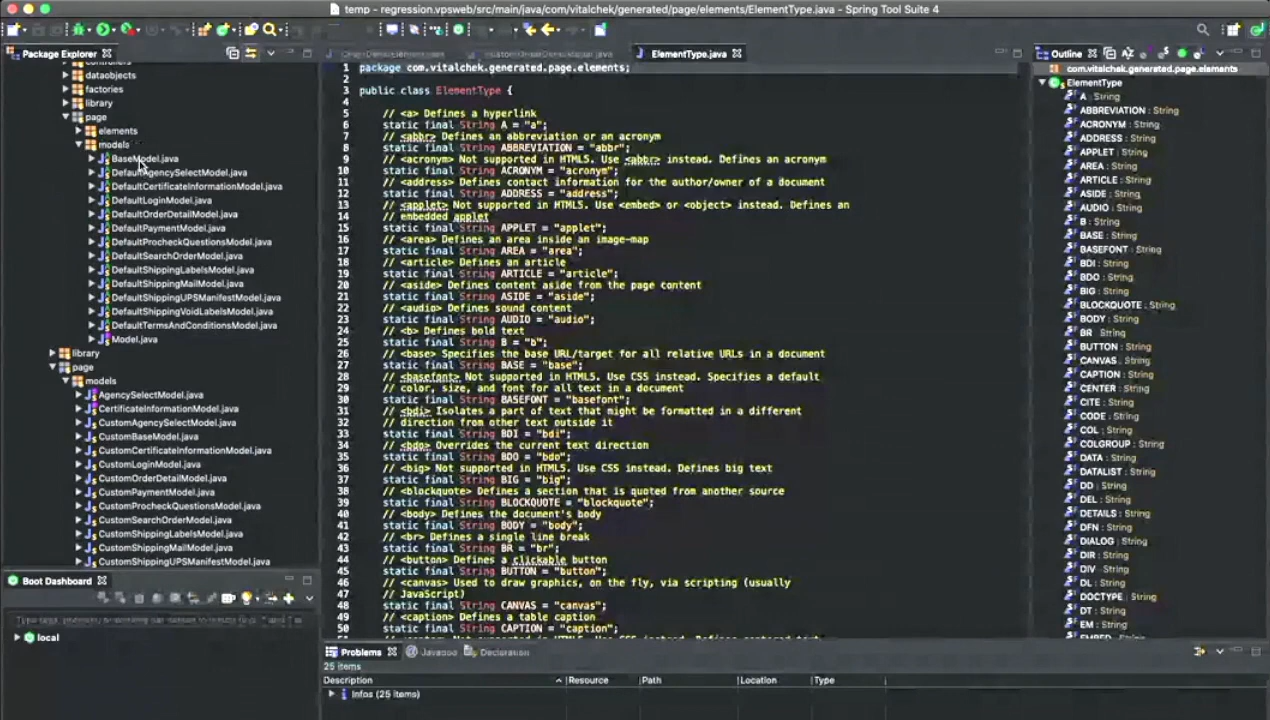 temp - regression.vpsweb/src/main/java/com/vitalchek/generated/page/elements/ElementType.java - Spring Tool Suite 4
Package Explorer
dataobjects
factories
library
page
elements
models
BaseModel.java
DefaultAgencySelectModel.java
DefaultCertificateInformationModel.java
DefaultLoginModel.java
DefaultOrderDetailModel.java
DefaultPaymentModel.java
DefaultProcheckQuestionsModel.java
DefaultSearchOrderModel.java
DefaultShippingLabelsModel.java
DefaultShippingMailModel.java
DefaultShippingUPSManifestModel.java
DefaultShippingVoidLabelsModel.java
DefaultTermsAndConditionsModel.java
Model.java
library
page
models
AgencySelectModel.java
CertificateInformationModel.java
CustomAgencySelectModel.java
CustomBaseModel.java
CustomCertificateInformationModel.java
CustomLoginModel.java
CustomOrderDetailModel.java
CustomPaymentModel.java
CustomProcheckQuestionsModel.java
CustomSearchOrderModel.java
CustomShippingLabelsModel.java
CustomShippingMailModel.java
CustomShippingUPSManifestModel.java
Boot Dashboard
local
ElementType.java
1 package com.vitalchek.generated.page.elements;
2
3 public class ElementType {
4
5 // <a> Defines a hyperlink
6 static final String A = "a";
7 // <abbr> Defines an abbreviation or an acronym
8 static final String ABBREVIATION = "abbr";
9 // <acronym> Not supported in HTML5. Use <abbr> instead. Defines an acronym
10 static final String ACRONYM = "acronym";
11 // <address> Defines contact information for the author/owner of a document
12 static final String ADDRESS = "address";
13 // <applet> Not supported in HTML5. Use <embed> or <object> instead. Defines an
14 // embedded applet
15 static final String APPLET = "applet";
16 // <area> Defines an area inside an image-map
17 static final String AREA = "area";
18 // <article> Defines an article
19 static final String ARTICLE = "article";
20 // <aside> Defines content aside from the page content
21 static final String ASIDE = "aside";
22 // <audio> Defines sound content
23 static final String AUDIO = "audio";
24 // <b> Defines bold text
25 static final String B = "b";
26 // <base> Specifies the base URL/target for all relative URLs in a document
27 static final String BASE = "base";
28 // <basefont> Not supported in HTML5. Use CSS instead. Specifies a default
29 // color, size, and font for all text in a document
30 static final String BASEFONT = "basefont";
31 // <bdi> Isolates a part of text that might be formatted in a different
32 // direction from other text outside it
33 static final String BDI = "bdi";
34 // <bdo> Overrides the current text direction
35 static final String BDO = "bdo";
36 // <big> Not supported in HTML5. Use CSS instead. Defines big text
37 static final String BIG = "big";
38 // <blockquote> Defines a section that is quoted from another source
39 static final String BLOCKQUOTE = "blockquote";
40 // <body> Defines the document's body
41 static final String BODY = "body";
42 // <br> Defines a single line break
43 static final String BR = "br";
44 // <button> Defines a clickable button
45 static final String BUTTON = "button";
46 // <canvas> Used to draw graphics, on the fly, via scripting (usually
47 // JavaScript)
48 static final String CANVAS = "canvas";
49 // <caption> Defines a table caption
50 static final String CAPTION = "caption";
Problems
Javadoc
Declaration
25 items
Description Resource Path Location Type
Infos (25 items)
Outline
com.vitalchek.generated.page.elements
ElementType
A : String
ABBREVIATION : String
ACRONYM : String
ADDRESS : String
APPLET : String
AREA : String
ARTICLE : String
ASIDE : String
AUDIO : String
B : String
BASE : String
BASEFONT : String
BDI : String
BDO : String
BIG : String
BLOCKQUOTE : String
BODY : String
BR : String
BUTTON : String
CANVAS : String
CAPTION : String
CENTER : String
CITE : String
CODE : String
COL : String
COLGROUP : String
DATA : String
DATALIST : String
DD : String
DEL : String
DETAILS : String
DFN : String
DIALOG : String
DIR : String
DIV : String
DL : String
DOCTYPE : String
DT : String
EM : String
EMBED : String